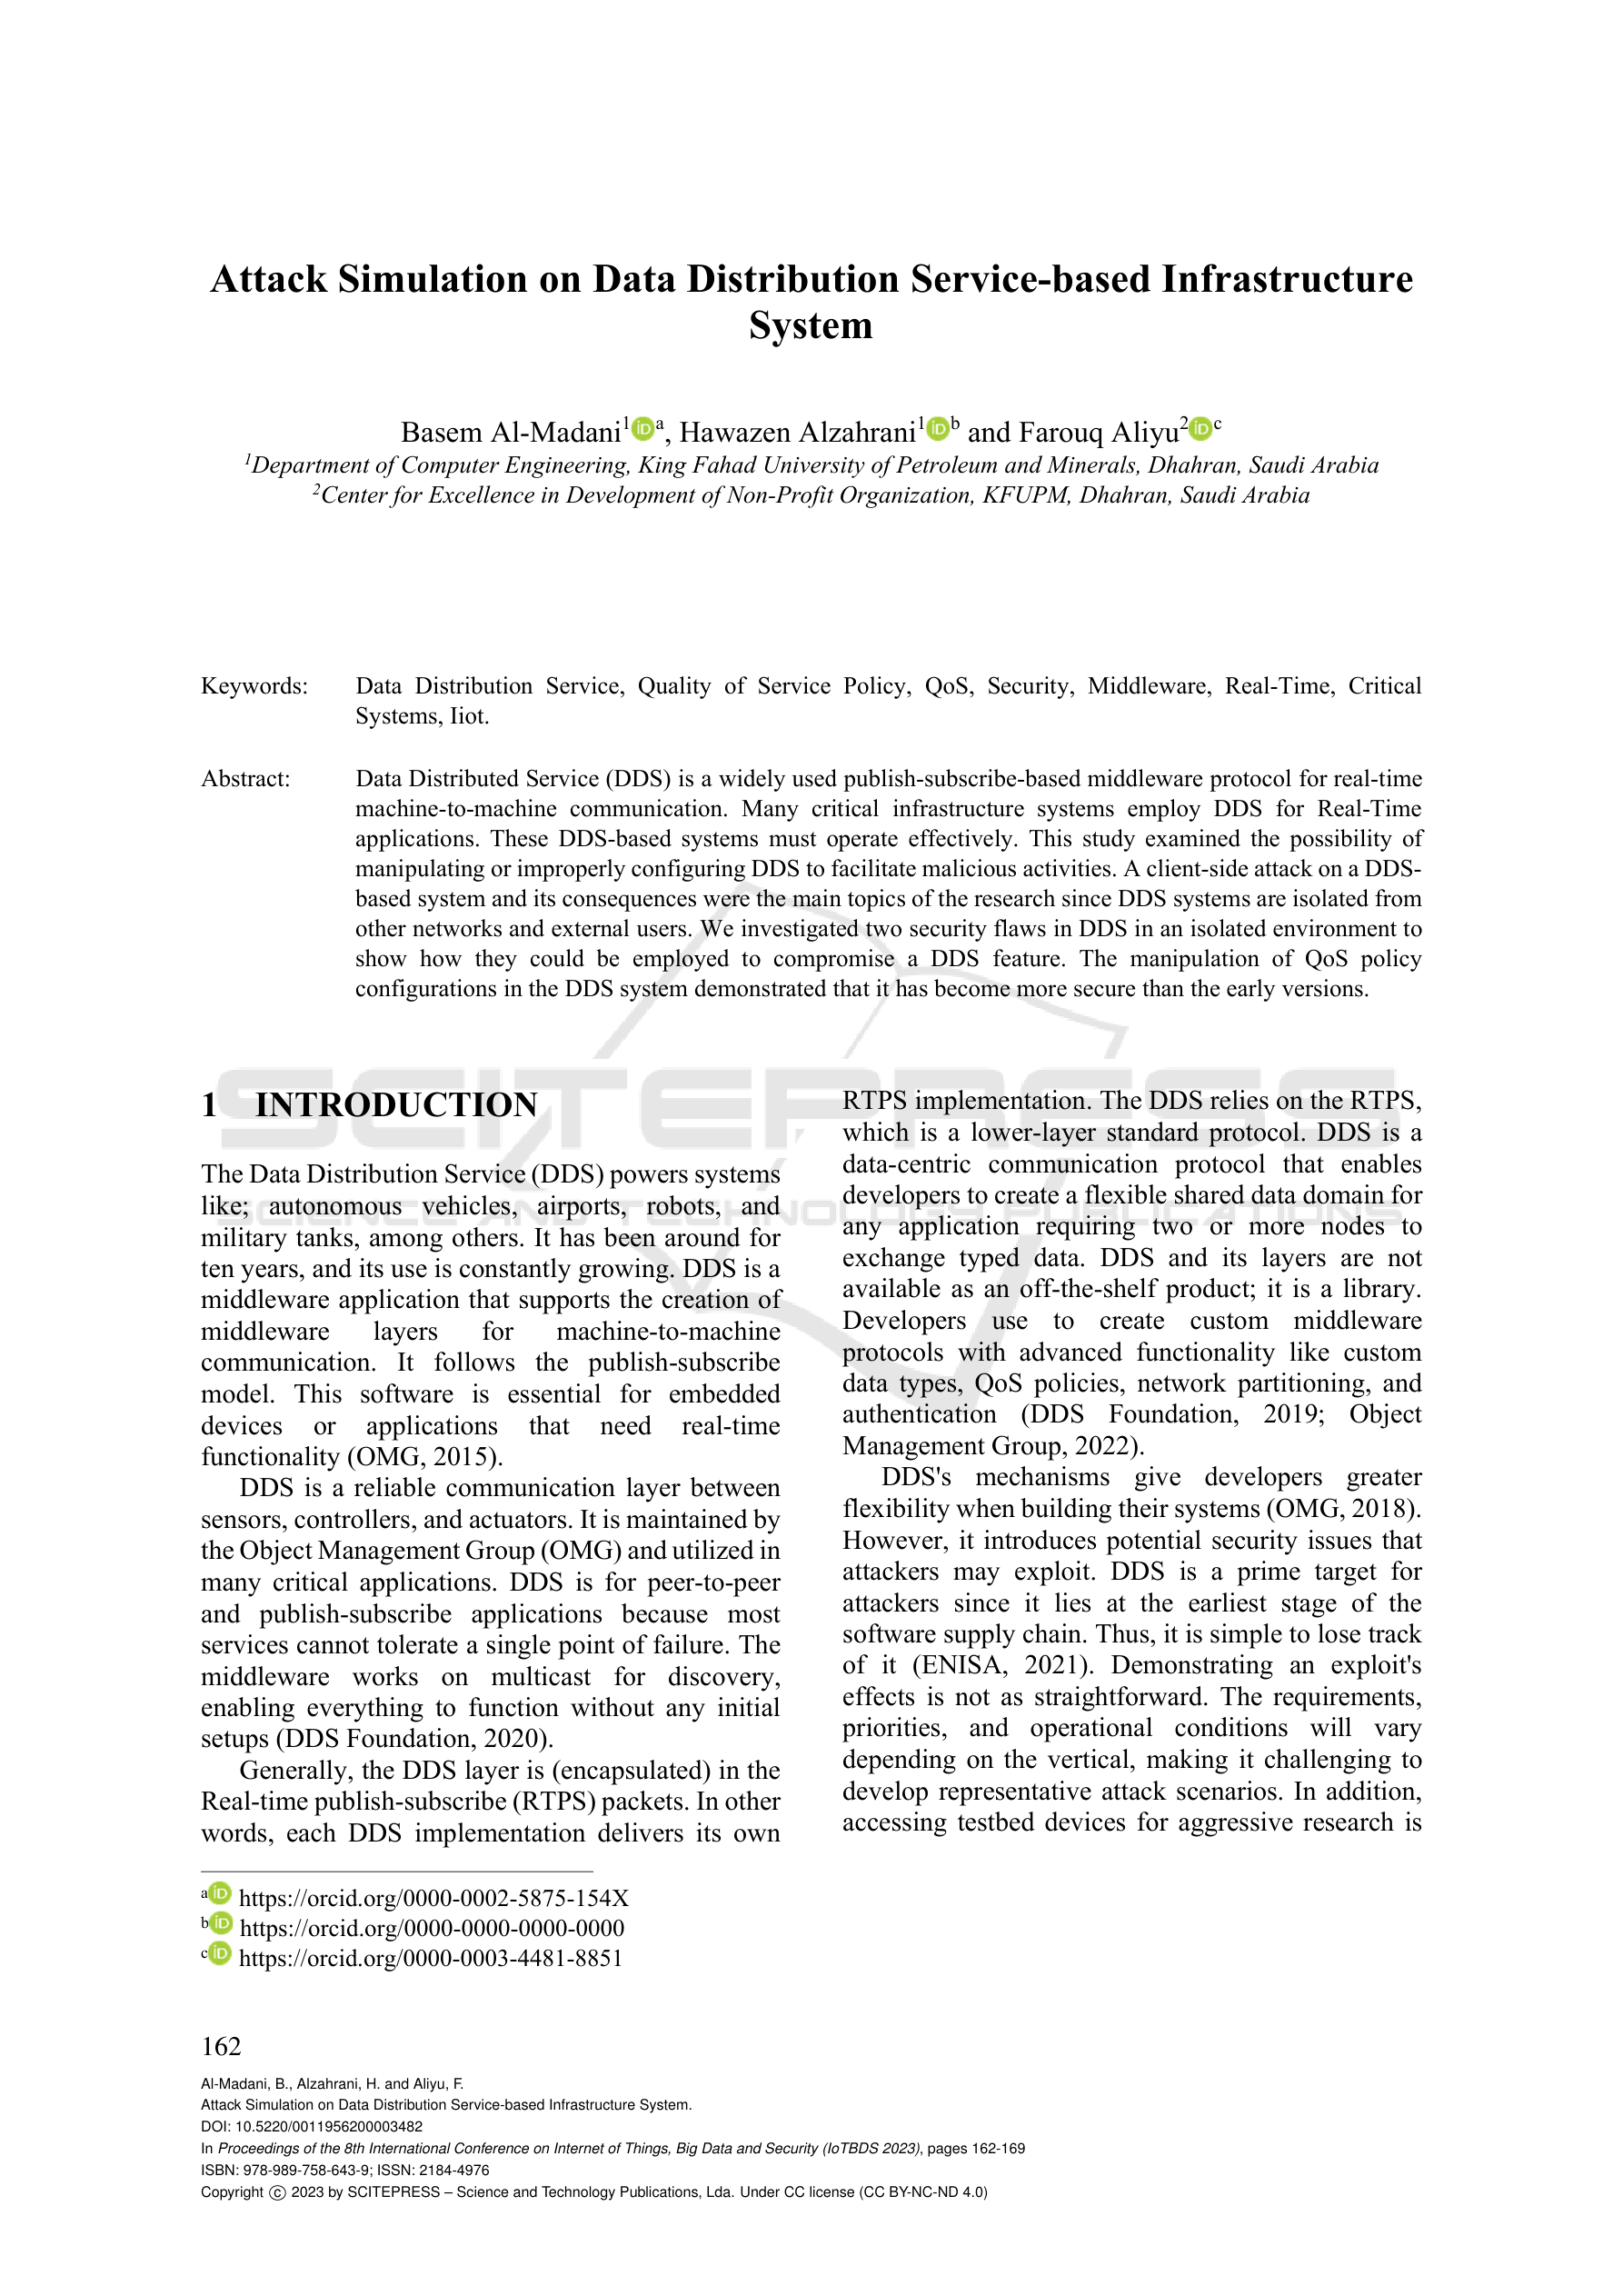 Attack Simulation on Data Distribution Service-based Infrastructure
System
Basem Al-Madani1 iD a, Hawazen Alzahrani1 iD b and Farouq Aliyu2 iD c
1Department of Computer Engineering, King Fahad University of Petroleum and Minerals, Dhahran, Saudi Arabia
2Center for Excellence in Development of Non-Profit Organization, KFUPM, Dhahran, Saudi Arabia
Keywords: Data Distribution Service, Quality of Service Policy, QoS, Security, Middleware, Real-Time, Critical
Systems, Iiot.
Abstract: Data Distributed Service (DDS) is a widely used publish-subscribe-based middleware protocol for real-time
machine-to-machine communication. Many critical infrastructure systems employ DDS for Real-Time
applications. These DDS-based systems must operate effectively. This study examined the possibility of
manipulating or improperly configuring DDS to facilitate malicious activities. A client-side attack on a DDS-
based system and its consequences were the main topics of the research since DDS systems are isolated from
other networks and external users. We investigated two security flaws in DDS in an isolated environment to
show how they could be employed to compromise a DDS feature. The manipulation of QoS policy
configurations in the DDS system demonstrated that it has become more secure than the early versions.
SCITEPRESS
SCIENCE AND TECHNOLOGY PUBLICATIONS
1 INTRODUCTION
The Data Distribution Service (DDS) powers systems
like; autonomous vehicles, airports, robots, and
military tanks, among others. It has been around for
ten years, and its use is constantly growing. DDS is a
middleware application that supports the creation of
middleware layers for machine-to-machine
communication. It follows the publish-subscribe
model. This software is essential for embedded
devices or applications that need real-time
functionality (OMG, 2015).
DDS is a reliable communication layer between
sensors, controllers, and actuators. It is maintained by
the Object Management Group (OMG) and utilized in
many critical applications. DDS is for peer-to-peer
and publish-subscribe applications because most
services cannot tolerate a single point of failure. The
middleware works on multicast for discovery,
enabling everything to function without any initial
setups (DDS Foundation, 2020).
Generally, the DDS layer is (encapsulated) in the
Real-time publish-subscribe (RTPS) packets. In other
words, each DDS implementation delivers its own
RTPS implementation. The DDS relies on the RTPS,
which is a lower-layer standard protocol. DDS is a
data-centric communication protocol that enables
developers to create a flexible shared data domain for
any application requiring two or more nodes to
exchange typed data. DDS and its layers are not
available as an off-the-shelf product; it is a library.
Developers use to create custom middleware
protocols with advanced functionality like custom
data types, QoS policies, network partitioning, and
authentication (DDS Foundation, 2019; Object
Management Group, 2022).
DDS's mechanisms give developers greater
flexibility when building their systems (OMG, 2018).
However, it introduces potential security issues that
attackers may exploit. DDS is a prime target for
attackers since it lies at the earliest stage of the
software supply chain. Thus, it is simple to lose track
of it (ENISA, 2021). Demonstrating an exploit's
effects is not as straightforward. The requirements,
priorities, and operational conditions will vary
depending on the vertical, making it challenging to
develop representative attack scenarios. In addition,
accessing testbed devices for aggressive research is
a iD https://orcid.org/0000-0002-5875-154X
b iD https://orcid.org/0000-0000-0000-0000
c iD https://orcid.org/0000-0003-4481-8851
162
Al-Madani, B., Alzahrani, H. and Aliyu, F.
Attack Simulation on Data Distribution Service-based Infrastructure System.
DOI: 10.5220/0011956200003482
In Proceedings of the 8th International Conference on Internet of Things, Big Data and Security (IoTBDS 2023), pages 162-169
ISBN: 978-989-758-643-9; ISSN: 2184-4976
Copyright © 2023 by SCITEPRESS – Science and Technology Publications, Lda. Under CC license (CC BY-NC-ND 4.0)